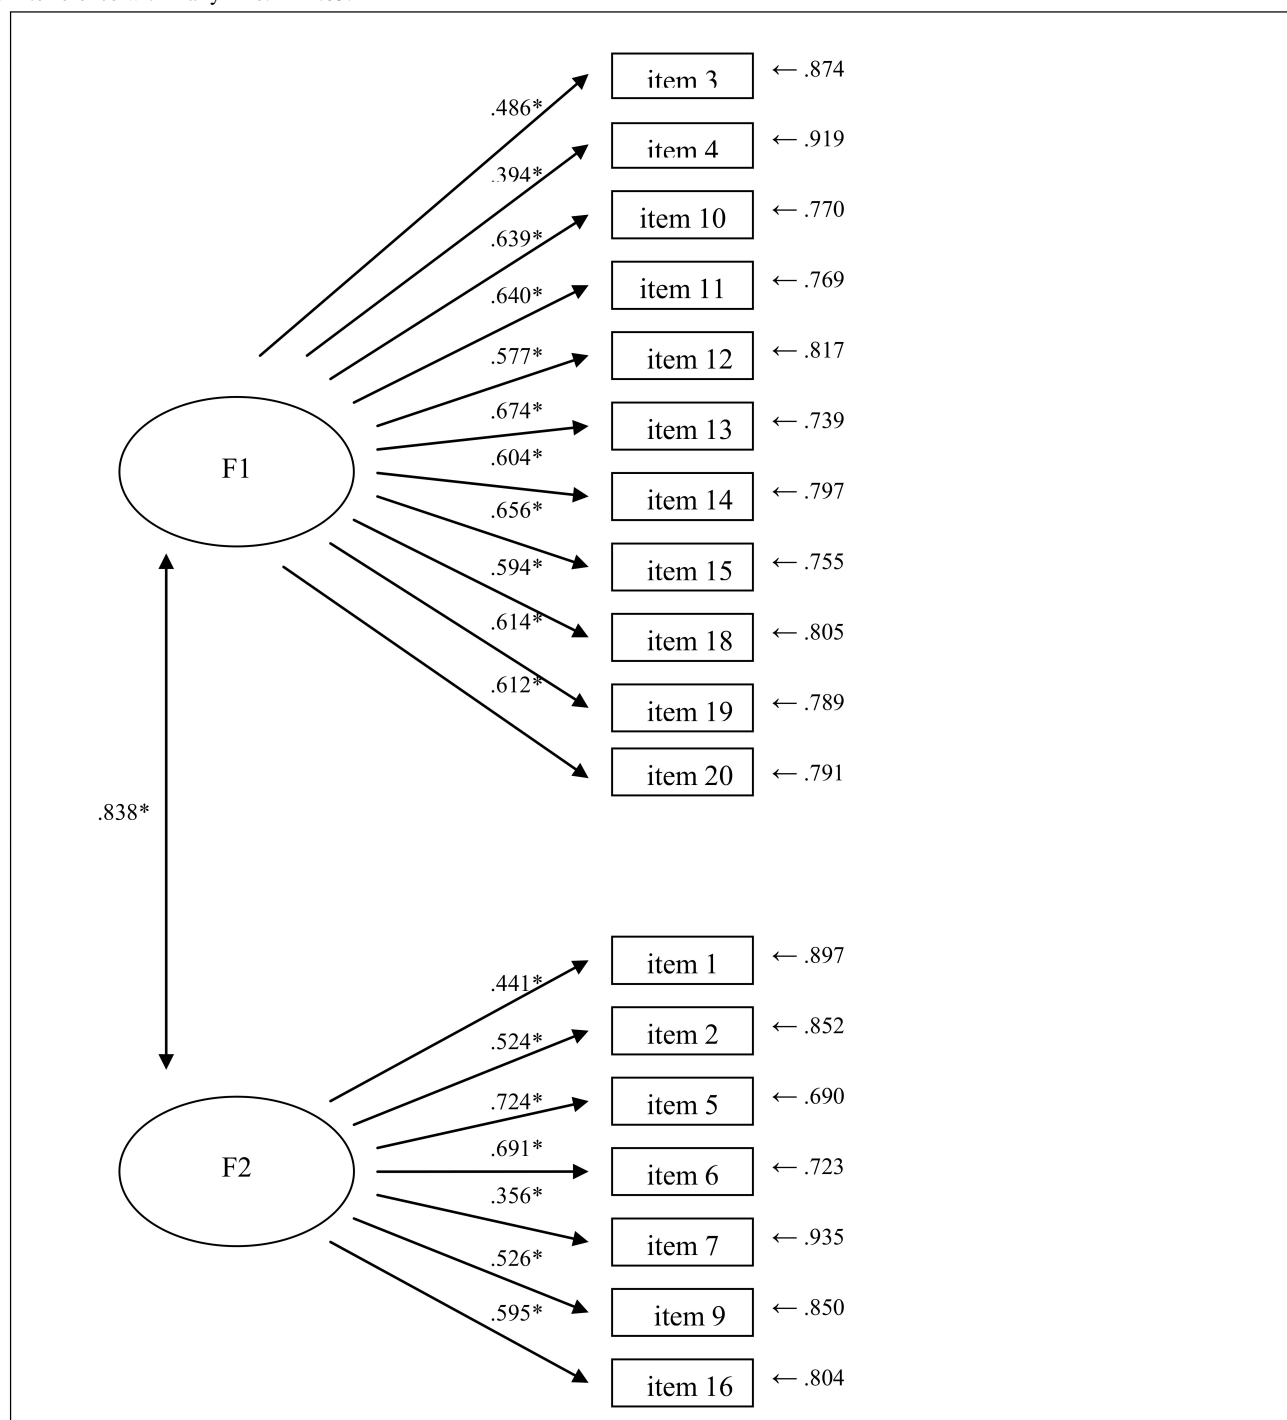 item 3 ← .874
.486*
item 4 ← .919
.394*
item 10 ← .770
.639*
item 11 ← .769
.640*
item 12 ← .817
.577*
item 13 ← .739
.674*
F1
.604*
item 14 ← .797
.656*
item 15 ← .755
.594*
item 18 ← .805
.614*
item 19 ← .789
.612*
item 20 ← .791
.838*
item 1 ← .897
.441*
item 2 ← .852
.524*
item 5 ← .690
.724*
.691*
F2
item 6 ← .723
.356*
item 7 ← .935
.526*
item 9 ← .850
.595*
item 16 ← .804